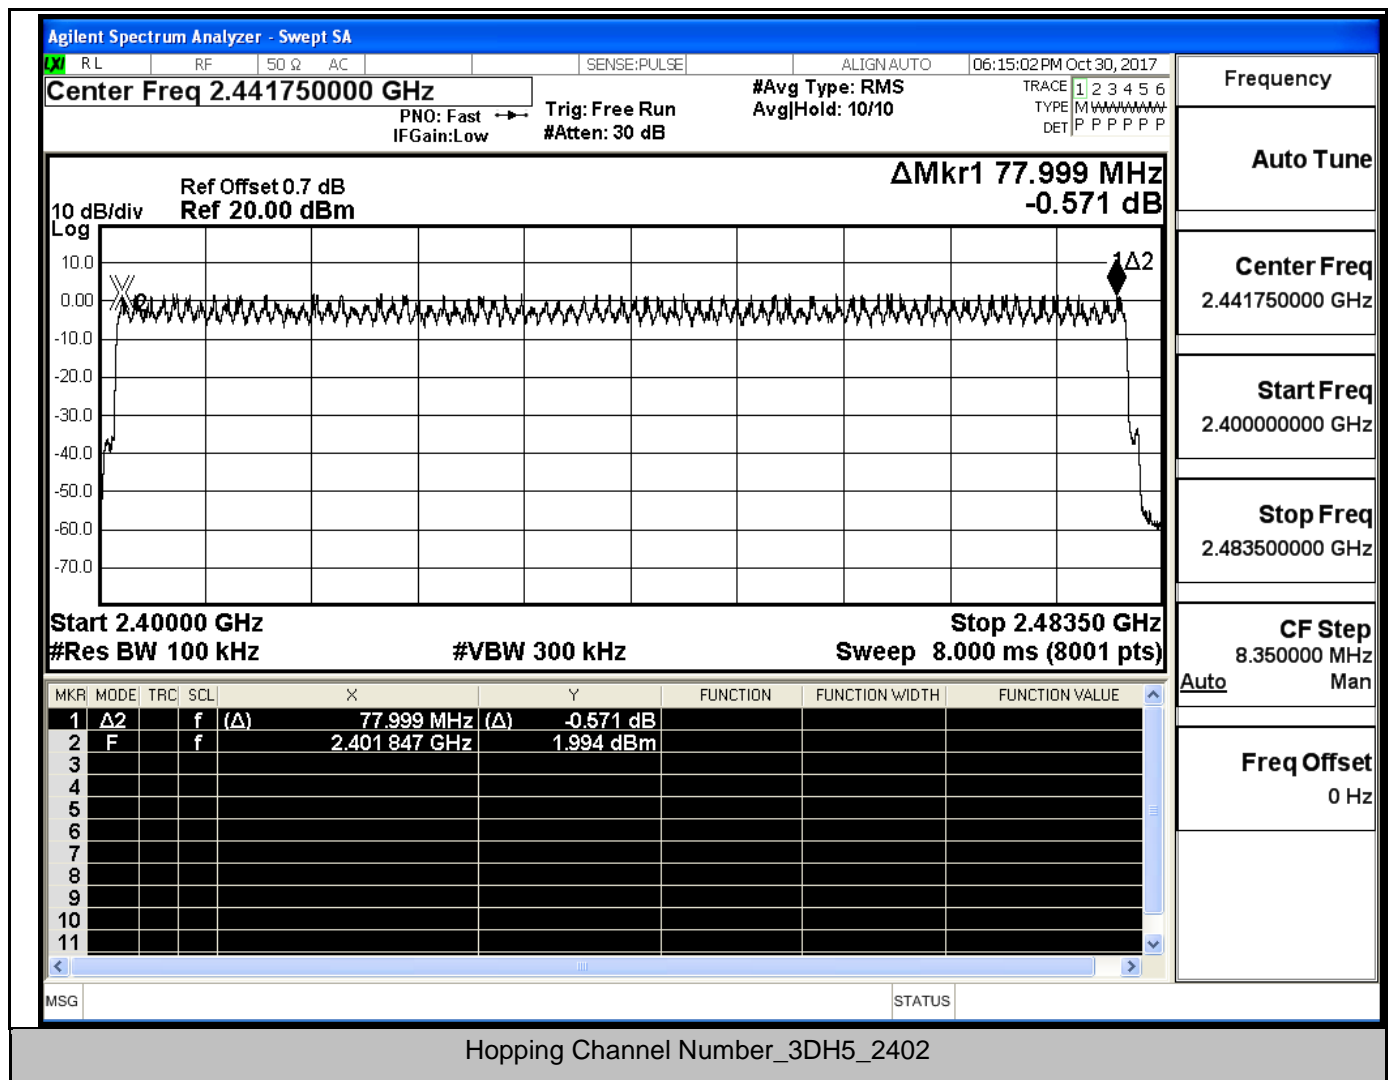 Agilent Spectrum Analyzer - Swept SA
LXI RL RF 50 Ω AC SENSE:PULSE ALIGN AUTO 06:15:02 PM Oct 30, 2017
Center Freq 2.441750000 GHz
PNO: Fast
IFGain:Low
Trig: Free Run
#Atten: 30 dB
#Avg Type: RMS
Avg|Hold: 10/10
TRACE 1 2 3 4 5 6
TYPE M WWWWW
DET P P P P P P
ΔMkr1 77.999 MHz
-0.571 dB
Ref Offset 0.7 dB
Ref 20.00 dBm
10 dB/div
Log
10.0
0.00
-10.0
-20.0
-30.0
-40.0
-50.0
-60.0
-70.0
1Δ2
Start 2.40000 GHz
Stop 2.48350 GHz
#Res BW 100 kHz
#VBW 300 kHz
Sweep 8.000 ms (8001 pts)
MKR MODE TRC SCL X Y FUNCTION FUNCTION WIDTH FUNCTION VALUE
1 Δ2 f (Δ) 77.999 MHz (Δ) -0.571 dB
2 F f 2.401 847 GHz 1.994 dBm
3
4
5
6
7
8
9
10
11
MSG
STATUS
Frequency
Auto Tune
Center Freq
2.441750000 GHz
Start Freq
2.400000000 GHz
Stop Freq
2.483500000 GHz
CF Step
8.350000 MHz
Auto Man
Freq Offset
0 Hz
Hopping Channel Number_3DH5_2402